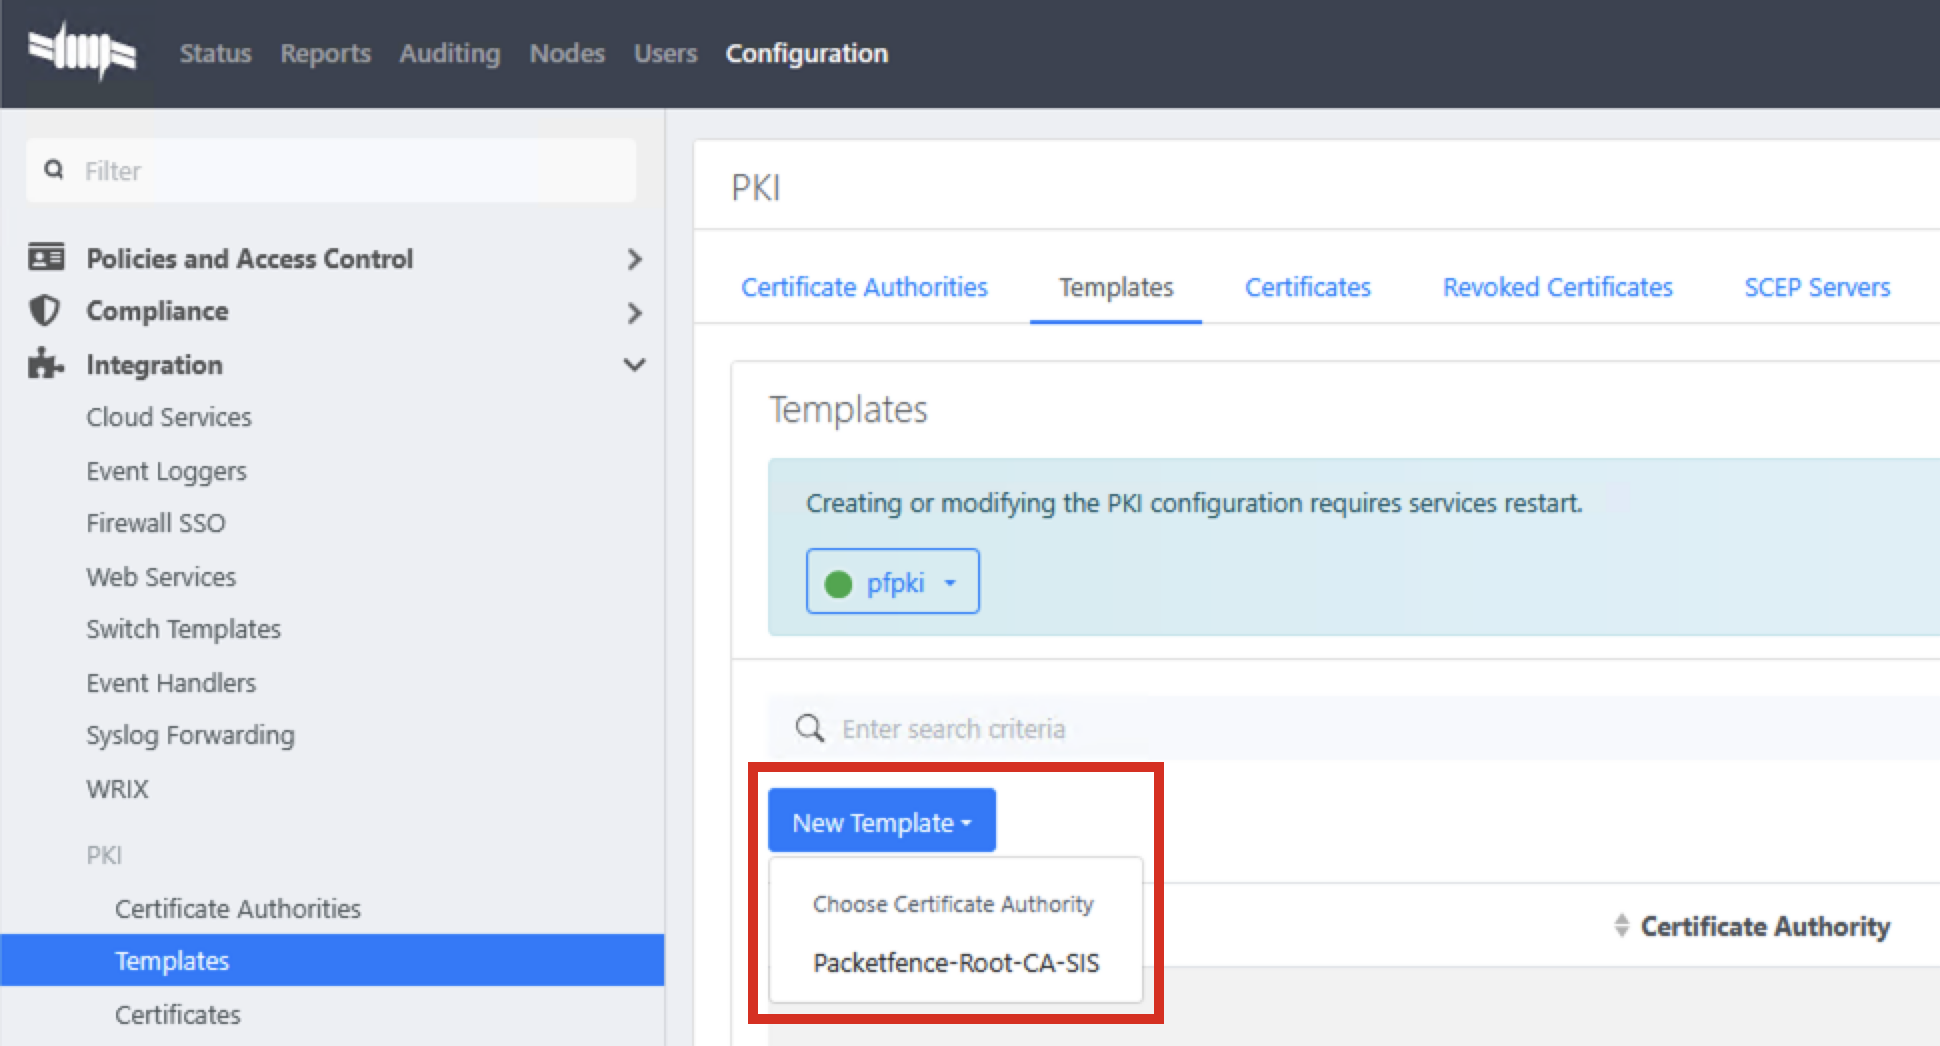 Status Reports Auditing Nodes Users Configuration
Filter
Policies and Access Control
Compliance
Integration
Cloud Services
Event Loggers
Firewall SSO
Web Services
Switch Templates
Event Handlers
Syslog Forwarding
WRIX
PKI
Certificate Authorities
Templates
Certificates
PKI
Certificate Authorities Templates Certificates Revoked Certificates SCEP Servers
Templates
Creating or modifying the PKI configuration requires services restart.
pfpki
Enter search criteria
New Template
Choose Certificate Authority
Packetfence-Root-CA-SIS
Certificate Authority